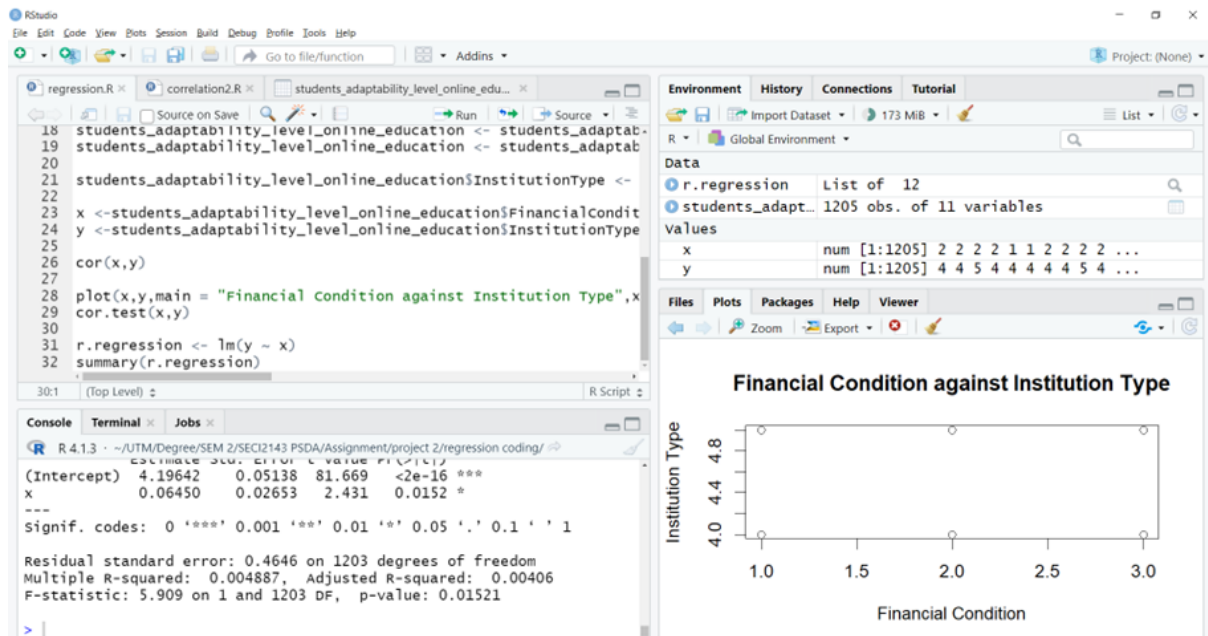 RStudio
File Edit Code View Plots Session Build Debug Profile Tools Help
Go to file/function Addins Project: (None)
regression.R correlation2.R students_adaptability_level_online_edu...
Source on Save Run Source
18 students_adaptability_level_online_education <- students_adaptab
19 students_adaptability_level_online_education <- students_adaptab
20
21 students_adaptability_level_online_education$InstitutionType <-
22
23 x <-students_adaptability_level_online_education$FinancialCondit
24 y <-students_adaptability_level_online_education$InstitutionType
25
26 cor(x,y)
27
28 plot(x,y,main = "Financial Condition against Institution Type",x
29 cor.test(x,y)
30
31 r.regression <- lm(y ~ x)
32 summary(r.regression)
30:1 (Top Level) R Script
Console Terminal Jobs
R 4.1.3 · ~/UTM/Degree/SEM 2/SECI2143 PSDA/Assignment/project 2/regression coding/
Estimate Std. Error t value Pr(>|t|)
(Intercept) 4.19642 0.05138 81.669 <2e-16 ***
x 0.06450 0.02653 2.431 0.0152 *
---
Signif. codes: 0 ‘***’ 0.001 ‘**’ 0.01 ‘*’ 0.05 ‘.’ 0.1 ‘ ’ 1
Residual standard error: 0.4646 on 1203 degrees of freedom
Multiple R-squared: 0.004887, Adjusted R-squared: 0.00406
F-statistic: 5.909 on 1 and 1203 DF, p-value: 0.01521
>
Environment History Connections Tutorial
Import Dataset 173 MiB List
R Global Environment
Data
r.regression List of 12
students_adapt... 1205 obs. of 11 variables
Values
x num [1:1205] 2 2 2 2 1 1 2 2 2 2 ...
y num [1:1205] 4 4 5 4 4 4 4 4 5 4 ...
Files Plots Packages Help Viewer
Zoom Export
Financial Condition against Institution Type
Institution Type
4.8
4.4
4.0
1.0 1.5 2.0 2.5 3.0
Financial Condition